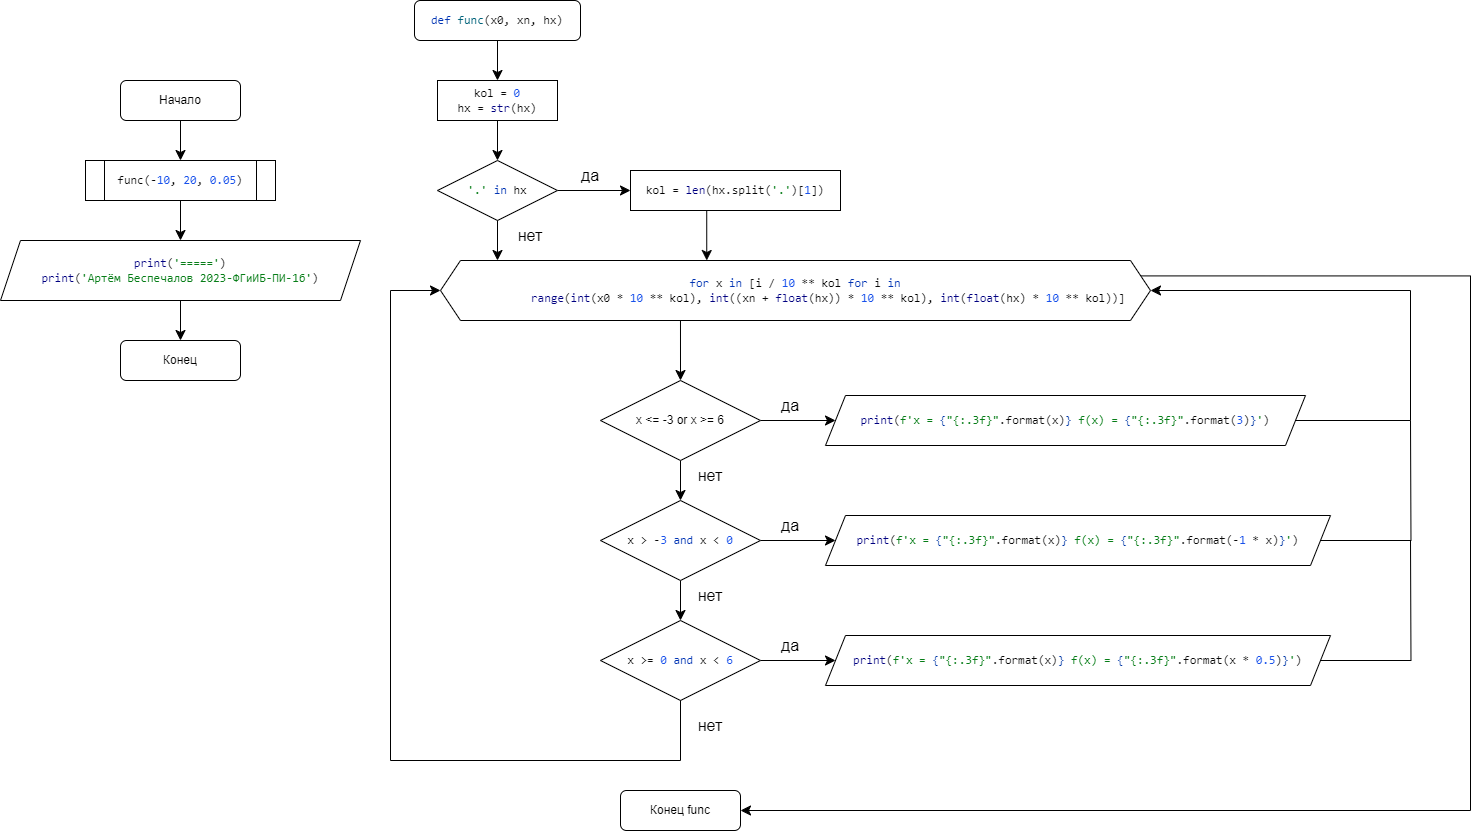 Начало
func(-10, 20, 0.05)
print('=====')
print('Артём Беспечалов 2023-ФГиИБ-ПИ-1б')
Конец
def func(x0, xn, hx)
kol = 0
hx = str(hx)
'.' in hx
да
kol = len(hx.split('.')[1])
нет
for x in [i / 10 ** kol for i in
range(int(x0 * 10 ** kol), int((xn + float(hx)) * 10 ** kol), int(float(hx) * 10 ** kol))]
x <= -3 or x >= 6
да
print(f'x = {"{:.3f}".format(x)} f(x) = {"{:.3f}".format(3)}')
нет
x > -3 and x < 0
да
print(f'x = {"{:.3f}".format(x)} f(x) = {"{:.3f}".format(-1 * x)}')
нет
x >= 0 and x < 6
да
print(f'x = {"{:.3f}".format(x)} f(x) = {"{:.3f}".format(x * 0.5)}')
нет
Конец func